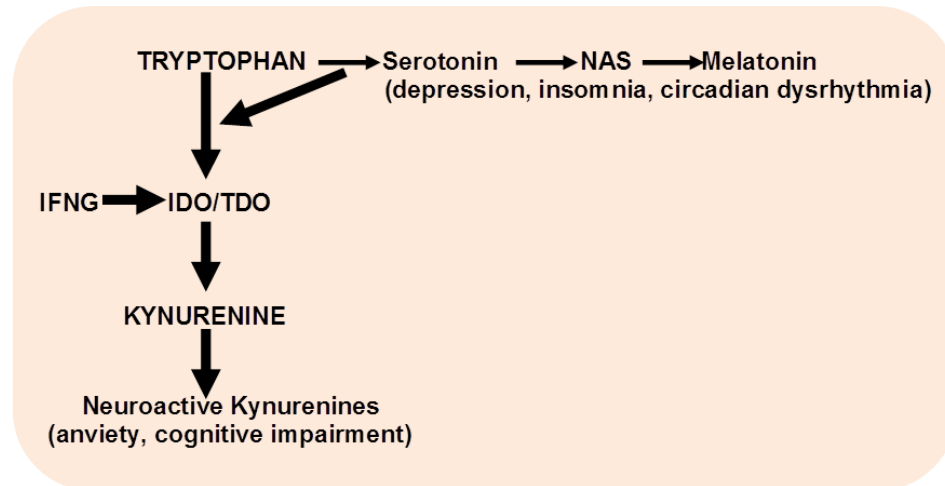 TRYPTOPHAN Serotonin NAS Melatonin
(depression, insomnia, circadian dysrhythmia)
IFNG IDO/TDO
KYNURENINE
Neuroactive Kynurenines
(anviety, cognitive impairment)